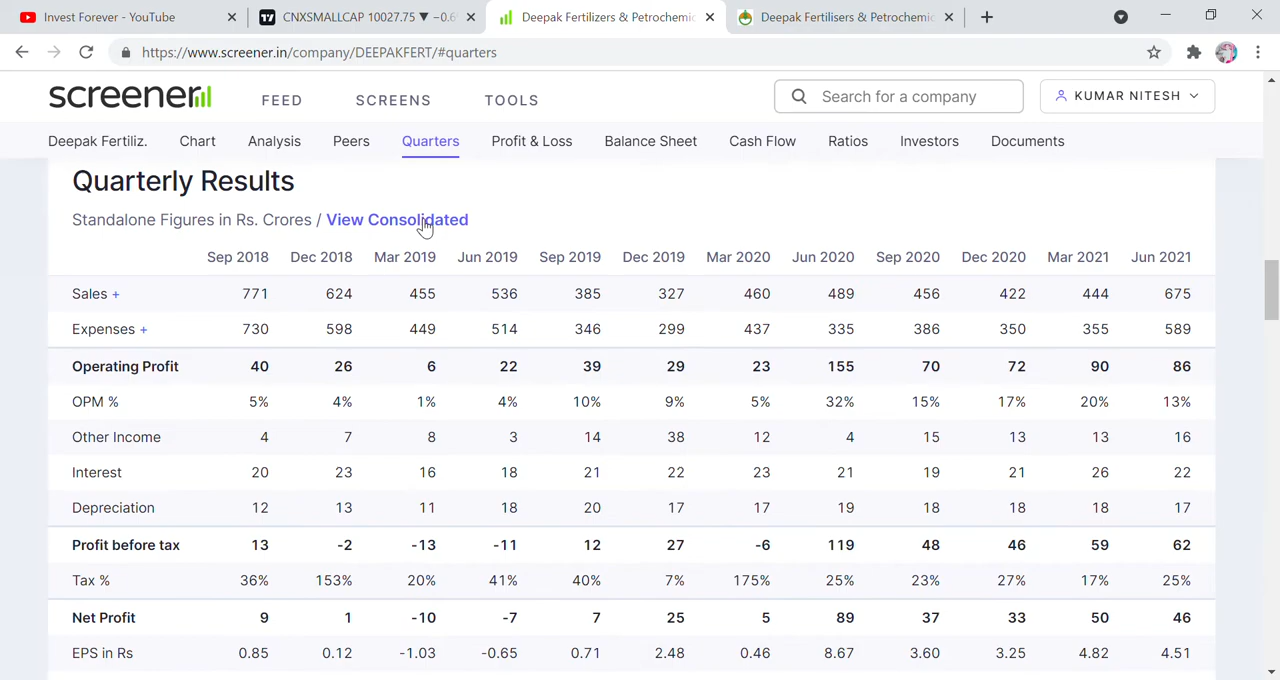 Invest Forever - YouTube
CNXSMALLCAP 10027.75 ▼ −0.6
Deepak Fertilizers & Petrochemic
Deepak Fertilisers & Petrochemic
https://www.screener.in/company/DEEPAKFERT/#quarters
screener
FEED SCREENS TOOLS
Search for a company
KUMAR NITESH
Deepak Fertiliz. Chart Analysis Peers Quarters Profit & Loss Balance Sheet Cash Flow Ratios Investors Documents
Quarterly Results
Standalone Figures in Rs. Crores / View Consolidated
Sep 2018 Dec 2018 Mar 2019 Jun 2019 Sep 2019 Dec 2019 Mar 2020 Jun 2020 Sep 2020 Dec 2020 Mar 2021 Jun 2021
Sales + 771 624 455 536 385 327 460 489 456 422 444 675
Expenses + 730 598 449 514 346 299 437 335 386 350 355 589
Operating Profit 40 26 6 22 39 29 23 155 70 72 90 86
OPM % 5% 4% 1% 4% 10% 9% 5% 32% 15% 17% 20% 13%
Other Income 4 7 8 3 14 38 12 4 15 13 13 16
Interest 20 23 16 18 21 22 23 21 19 21 26 22
Depreciation 12 13 11 18 20 17 17 19 18 18 18 17
Profit before tax 13 -2 -13 -11 12 27 -6 119 48 46 59 62
Tax % 36% 153% 20% 41% 40% 7% 175% 25% 23% 27% 17% 25%
Net Profit 9 1 -10 -7 7 25 5 89 37 33 50 46
EPS in Rs 0.85 0.12 -1.03 -0.65 0.71 2.48 0.46 8.67 3.60 3.25 4.82 4.51